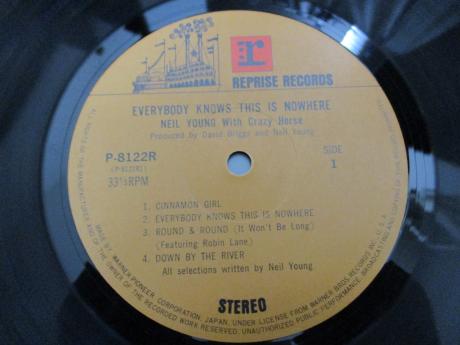 r
REPRISE RECORDS
EVERYBODY KNOWS THIS IS NOWHERE
NEIL YOUNG With Crazy Horse
Produced by David Briggs and Neil Young
P-8122R
SIDE
1
33⅓RPM
1. CINNAMON GIRL
2. EVERYBODY KNOWS THIS IS NOWHERE
3. ROUND & ROUND (It Won't Be Long)
(Featuring Robin Lane)
4. DOWN BY THE RIVER
All selections written by Neil Young
STEREO
MADE BY WARNER-PIONEER CORPORATION, JAPAN, UNDER LICENSE FROM WARNER BROS. RECORDS INC., U.S.A.
ALL RIGHTS OF THE MANUFACTURER AND OF THE OWNER OF THE RECORDED WORK RESERVED. UNAUTHORIZED PUBLIC PERFORMANCE, BROADCASTING AND COPYING